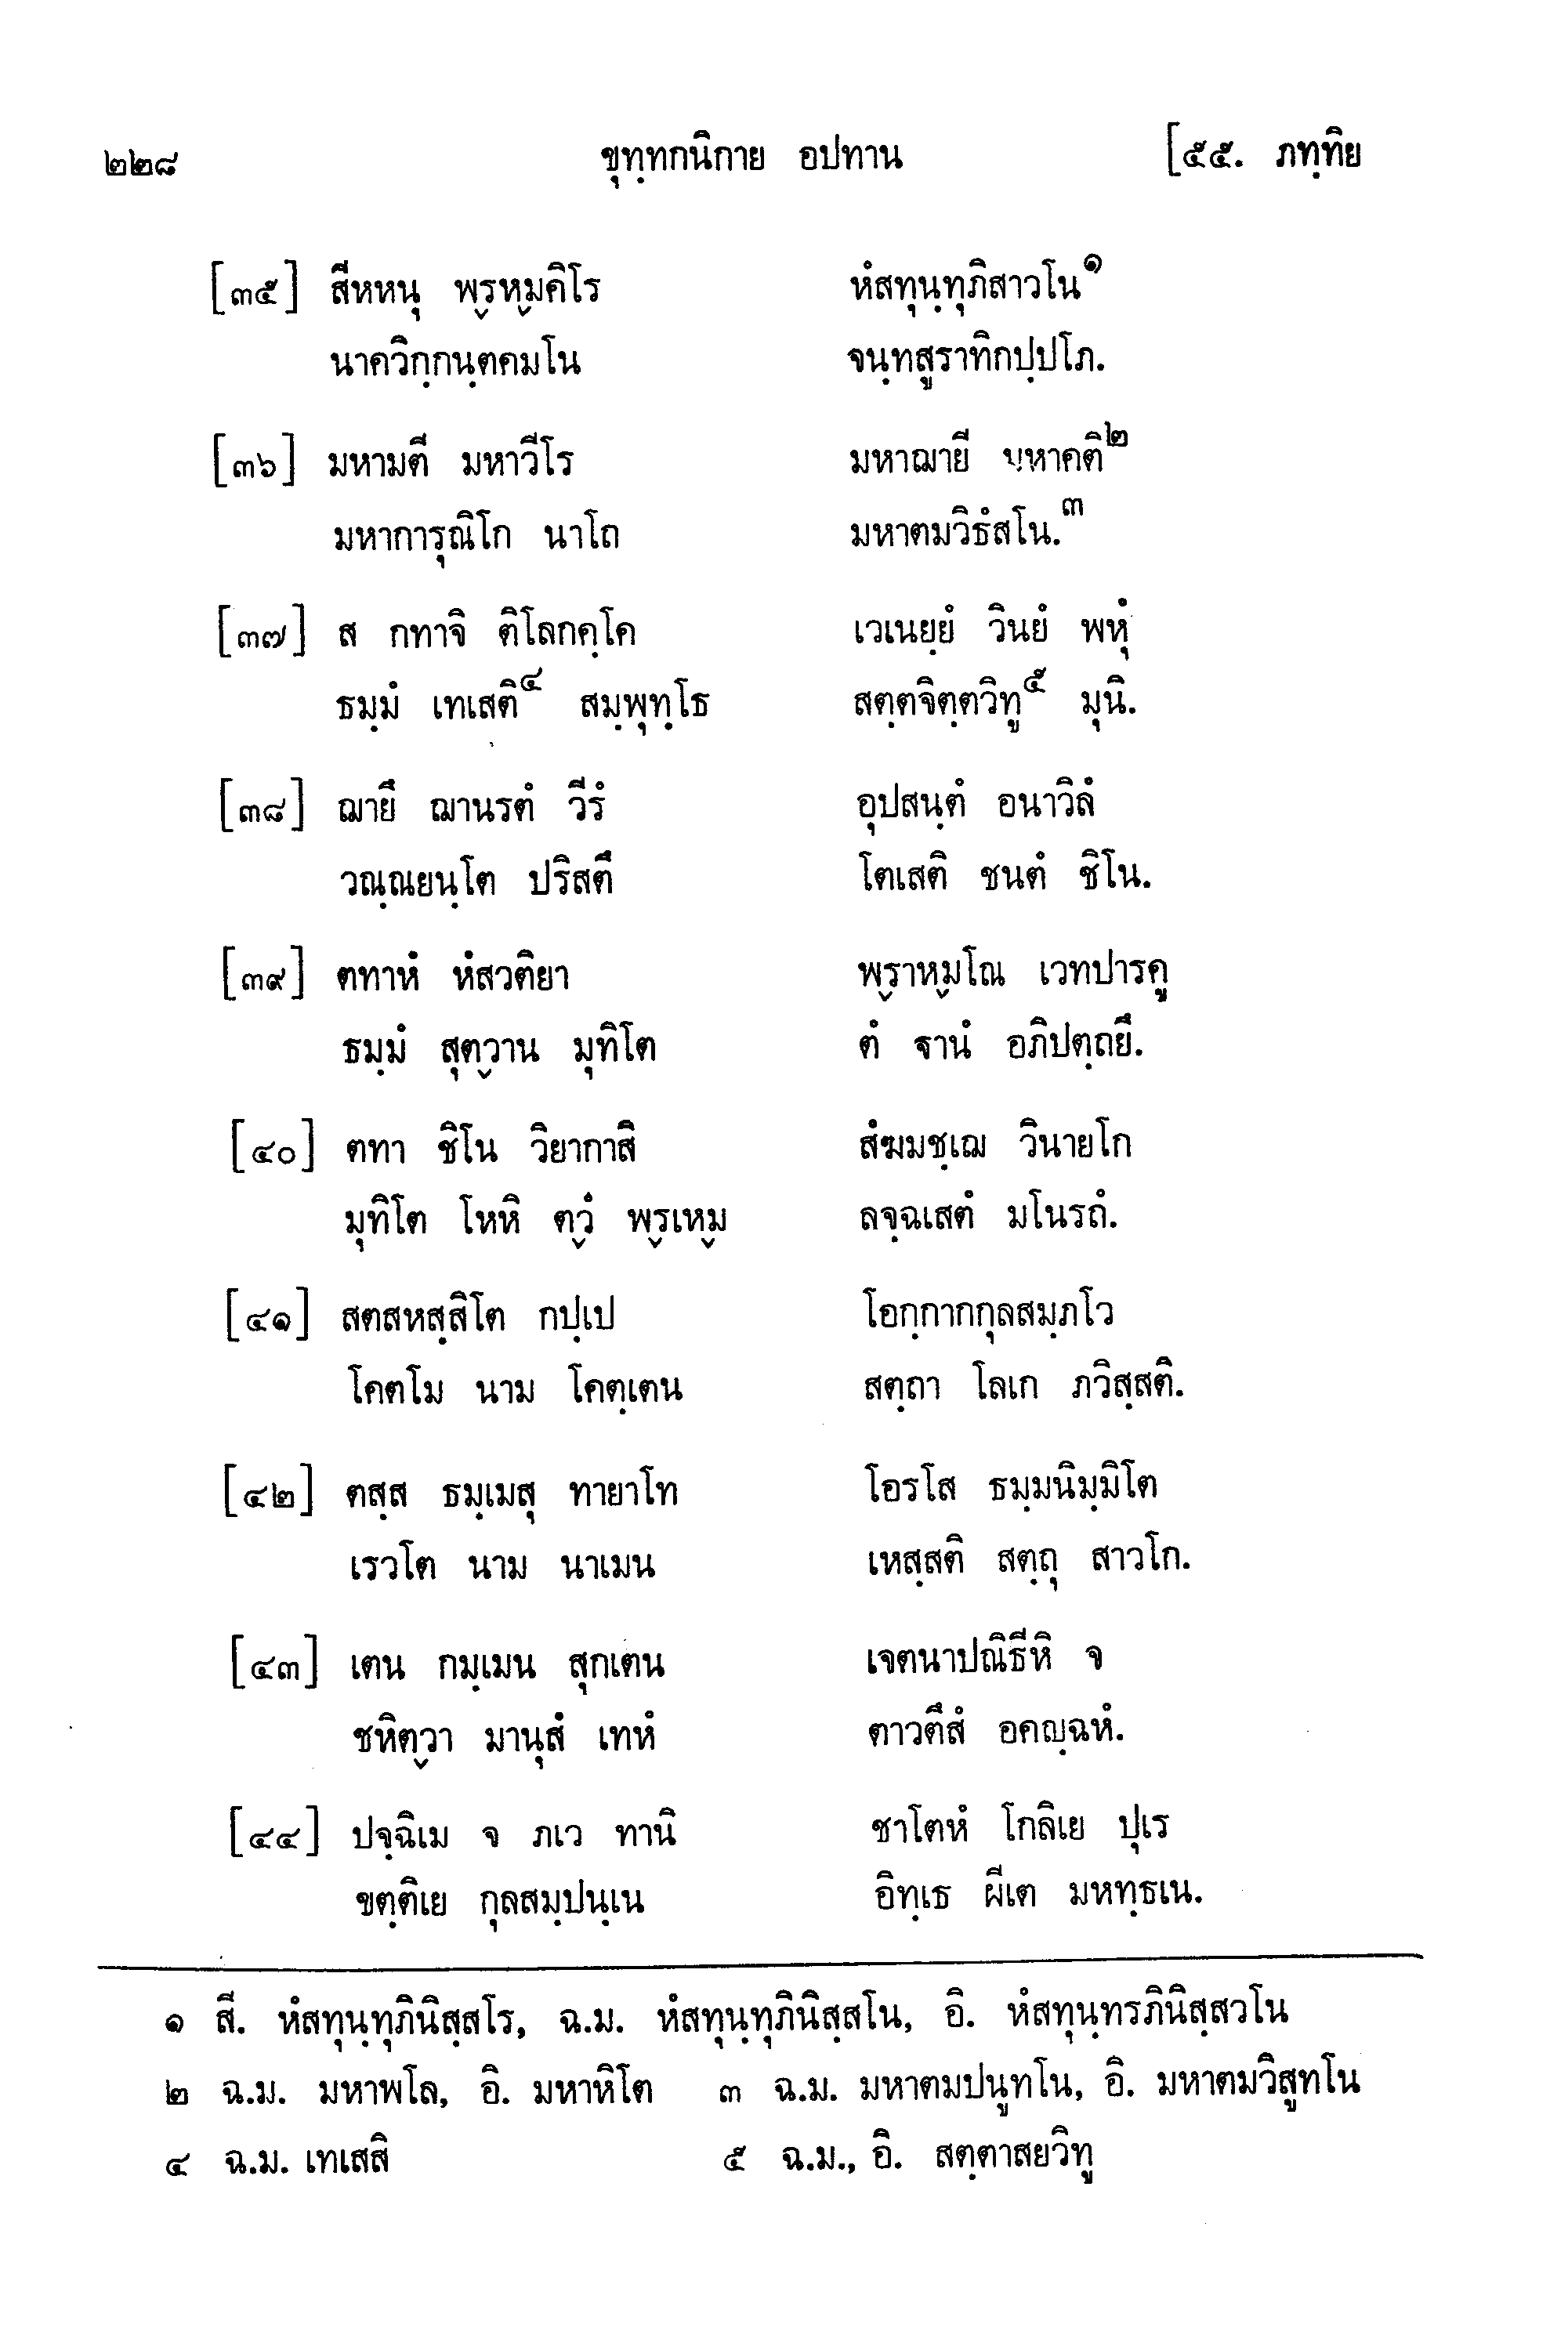 ๒๒๘ ขุทฺทกนิกาย อปทาน [๕๕. ภทฺทิย
[๓๕] สีหหนุ พฺรหฺมคิโร หํสทุนฺทุภิสาวโน๑
นาควิกฺกนฺตคมโน จนฺทสูราทิกปฺปโภ.
[๓๖] มหามตี มหาวีโร มหาฌายี มหาคติ๒
มหาการุณิโก นาโถ มหาตมวิธํสโน.๓
[๓๗] ส กทาจิ ติโลกคฺโค เวเนยฺยํ วินยํ พหุํ
ธมฺมํ เทเสติ๔ สมฺพุทฺโธ สตฺตจิตฺตวิทู๕ มุนิ.
[๓๘] ฌายึ ฌานรตํ วีรํ อุปสนฺตํ อนาวิลํ
วณฺณยนฺโต ปริสตึ โตเสติ ชนตํ ชิโน.
[๓๙] ตทาหํ หํสวติยา พฺราหฺมโณ เวทปารคู
ธมฺมํ สุตฺวาน มุทิโต ตํ ฐานํ อภิปตฺถยึ.
[๔๐] ตทา ชิโน วิยากาสิ สํฆมชฺเฌ วินายโก
มุทิโต โหหิ ตฺวํ พฺรเหฺม ลจฺฉเสตํ มโนรถํ.
[๔๑] สตสหสฺสิโต กปฺเป โอกฺกากกุลสมฺภโว
โคตโม นาม โคตฺเตน สตฺถา โลเก ภวิสฺสติ.
[๔๒] ตสฺส ธมฺเมสุ ทายาโท โอรโส ธมฺมนิมฺมิโต
เรวโต นาม นาเมน เหสฺสติ สตฺถุ สาวโก.
[๔๓] เตน กมฺเมน สุกเตน เจตนาปณิธีหิ จ
ชหิตฺวา มานุสํ เทหํ ตาวตึสํ อคญฺฉหํ.
[๔๔] ปจฺฉิเม จ ภเว ทานิ ชาโตหํ โกลิเย ปุเร
ขตฺติเย กุลสมฺปนฺเน อิทฺเธ ผีเต มหทฺธเน.
๑ สี. หํสทุนฺทุภินิสฺสโร, ฉ.ม. หํสทุนฺทุภินิสฺสโน, อิ. หํสทุนฺทรภินิสฺสวโน
๒ ฉ.ม. มหาพโล, อิ. มหาหิโต ๓ ฉ.ม. มหาตมปนูทโน, อิ. มหาตมวิสูทโน
๔ ฉ.ม. เทเสสิ ๕ ฉ.ม., อิ. สตฺตาสยวิทู